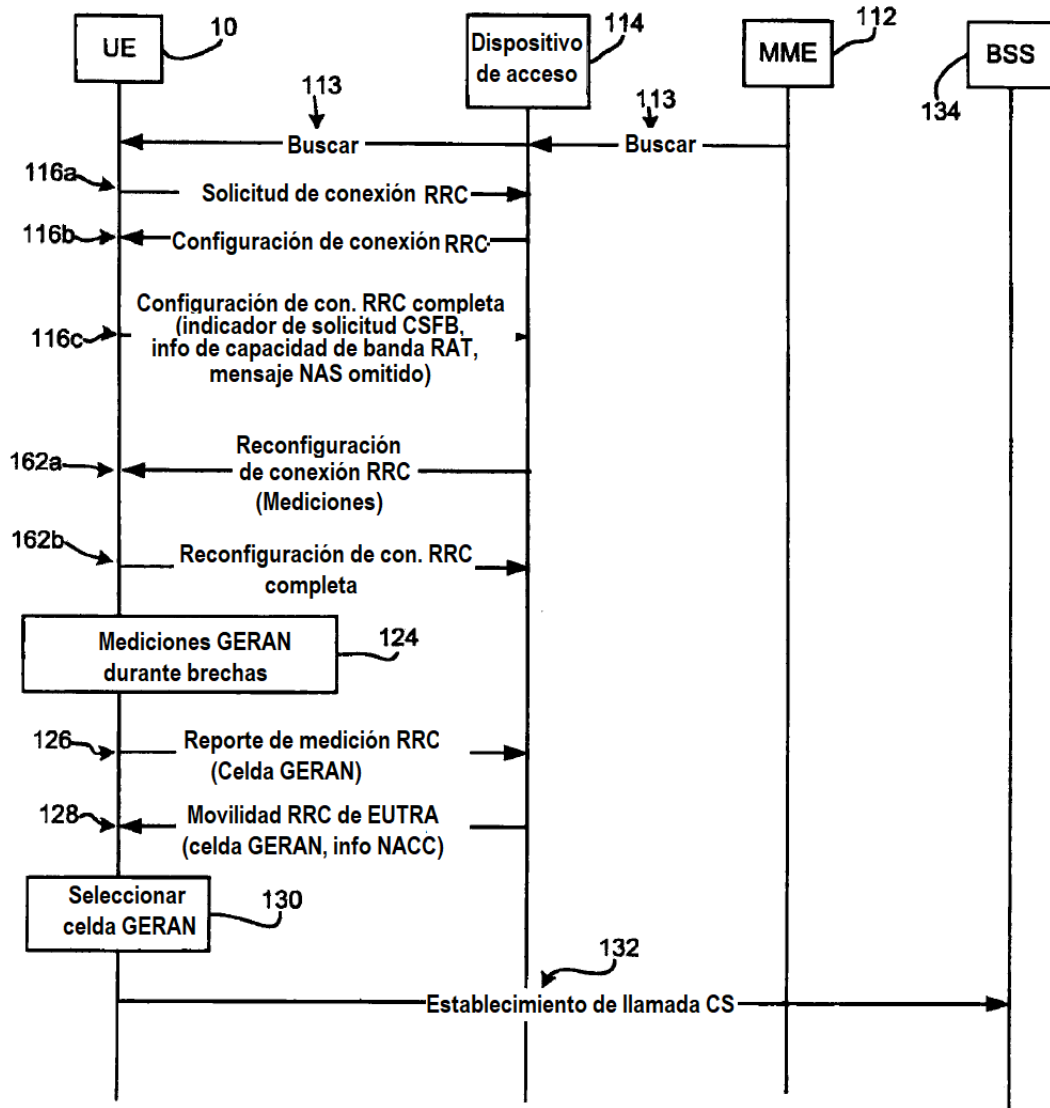 UE
10
Dispositivo
de acceso
114
MME
112
BSS
134
113
Buscar
113
Buscar
116a
Solicitud de conexión RRC
116b
Configuración de conexión RRC
Configuración de con. RRC completa
(indicador de solicitud CSFB,
info de capacidad de banda RAT,
mensaje NAS omitido)
116c
Reconfiguración
de conexión RRC
(Mediciones)
162a
162b
Reconfiguración de con. RRC
completa
Mediciones GERAN
durante brechas
124
126
Reporte de medición RRC
(Celda GERAN)
128
Movilidad RRC de EUTRA
(celda GERAN, info NACC)
Seleccionar
celda GERAN
130
132
Establecimiento de llamada CS